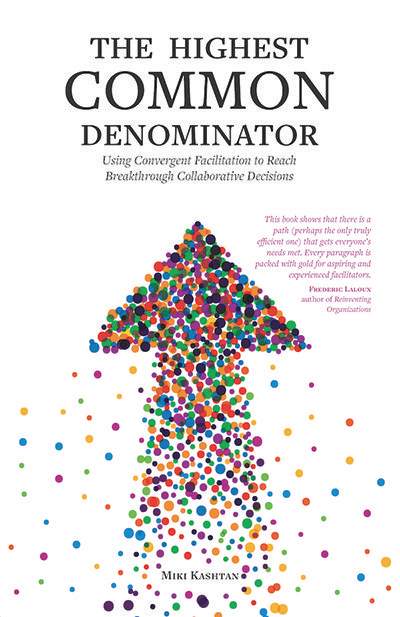 THE HIGHEST
COMMON
DENOMINATOR
Using Convergent Facilitation to Reach
Breakthrough Collaborative Decisions
This book shows that there is a
path (perhaps the only truly
efficient one) that gets everyone's
needs met. Every paragraph is
packed with gold for aspiring and
experienced facilitators.
FREDERIC LALOUX
author of Reinventing
Organizations
MIKI KASHTAN